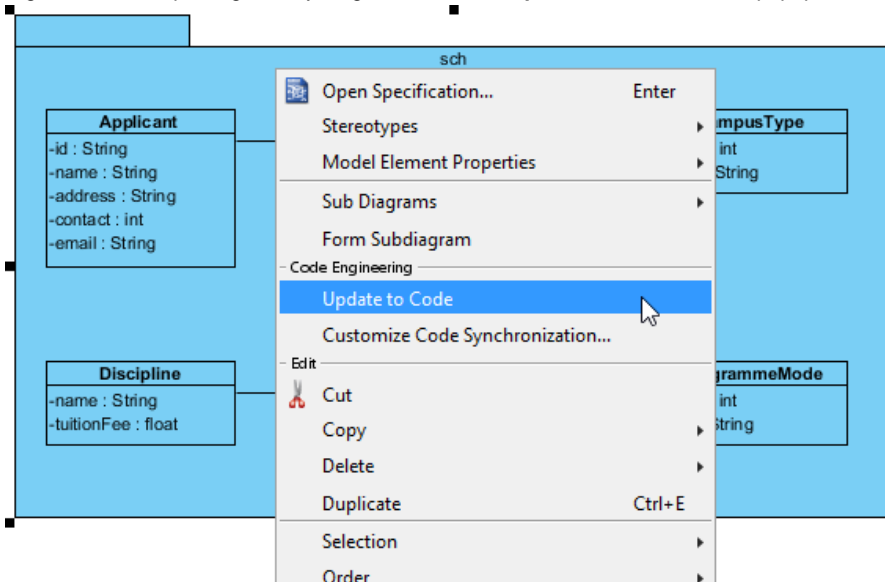 sch
Applicant
-id : String
-name : String
-address : String
-contact : int
-email : String
Discipline
-name : String
-tuitionFee : float
Open Specification... Enter
Stereotypes
Model Element Properties
Sub Diagrams
Form Subdiagram
Code Engineering
Update to Code
Customize Code Synchronization...
Edit
Cut
Copy
Delete
Duplicate Ctrl+E
Selection
Order
mpusType
int
String
grammeMode
int
String